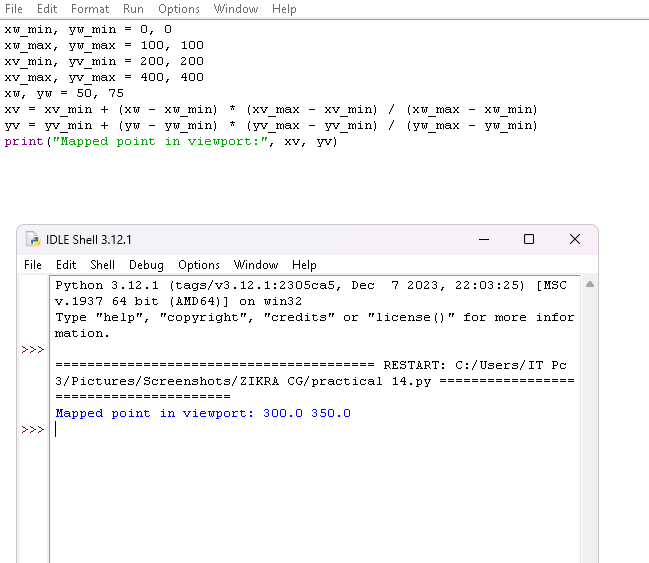 File Edit Format Run Options Window Help
xw_min, yw_min = 0, 0
xw_max, yw_max = 100, 100
xv_min, yv_min = 200, 200
xv_max, yv_max = 400, 400
xw, yw = 50, 75
xv = xv_min + (xw - xw_min) * (xv_max - xv_min) / (xw_max - xw_min)
yv = yv_min + (yw - yw_min) * (yv_max - yv_min) / (yw_max - yw_min)
print("Mapped point in viewport:", xv, yv)
IDLE Shell 3.12.1
File Edit Shell Debug Options Window Help
Python 3.12.1 (tags/v3.12.1:2305ca5, Dec  7 2023, 22:03:25) [MSC
v.1937 64 bit (AMD64)] on win32
Type "help", "copyright", "credits" or "license()" for more infor
mation.
>>>
======================================== RESTART: C:/Users/IT Pc
3/Pictures/Screenshots/ZIKRA CG/practical 14.py =================
======================
Mapped point in viewport: 300.0 350.0
>>>